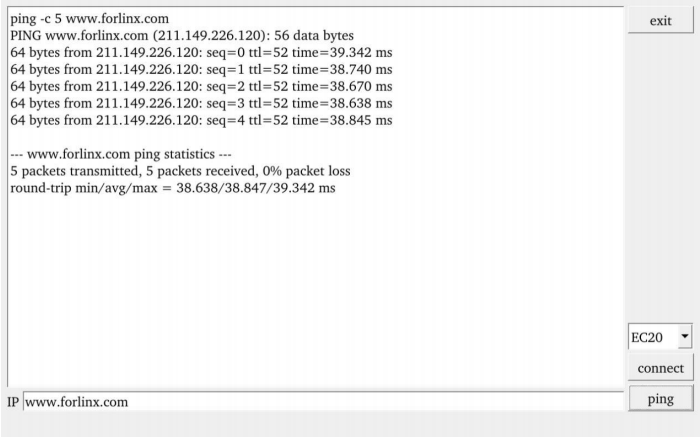 ping -c 5 www.forlinx.com
PING www.forlinx.com (211.149.226.120): 56 data bytes
64 bytes from 211.149.226.120: seq=0 ttl=52 time=39.342 ms
64 bytes from 211.149.226.120: seq=1 ttl=52 time=38.740 ms
64 bytes from 211.149.226.120: seq=2 ttl=52 time=38.670 ms
64 bytes from 211.149.226.120: seq=3 ttl=52 time=38.638 ms
64 bytes from 211.149.226.120: seq=4 ttl=52 time=38.845 ms
--- www.forlinx.com ping statistics ---
5 packets transmitted, 5 packets received, 0% packet loss
round-trip min/avg/max = 38.638/38.847/39.342 ms
exit
EC20
connect
IP www.forlinx.com
ping